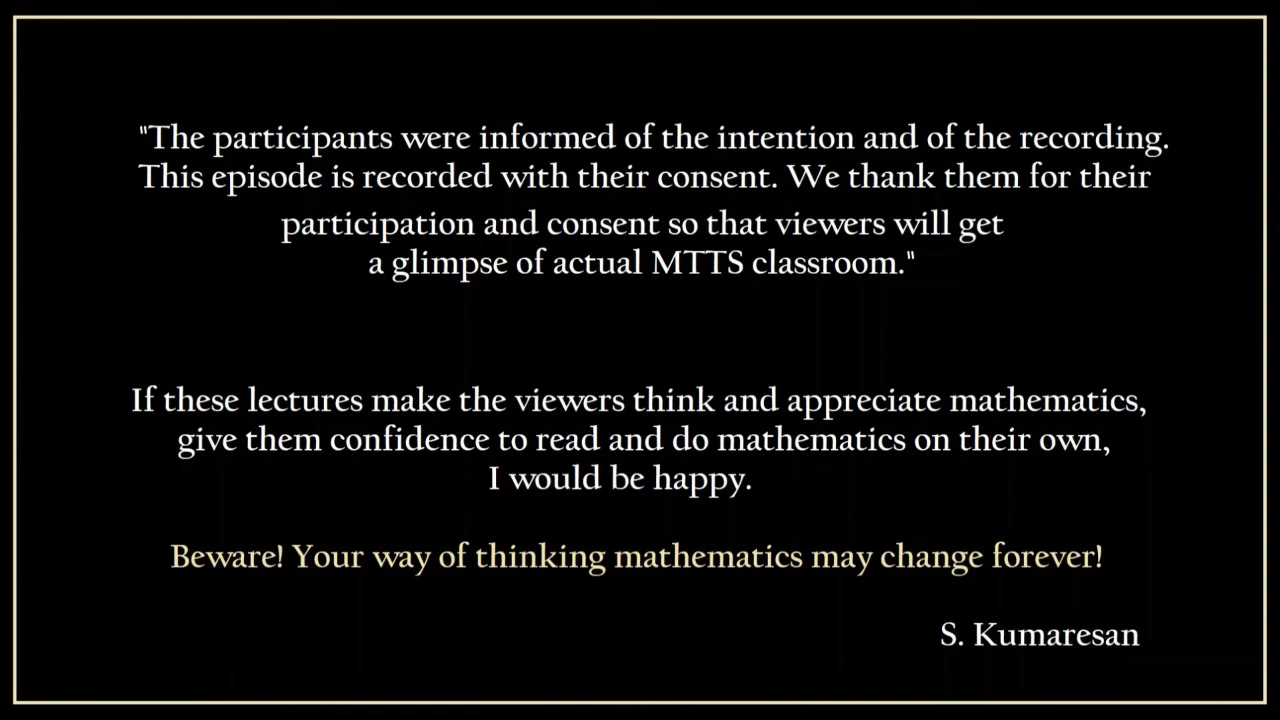 "The participants were informed of the intention and of the recording.
This episode is recorded with their consent. We thank them for their
participation and consent so that viewers will get
a glimpse of actual MTTS classroom."
If these lectures make the viewers think and appreciate mathematics,
give them confidence to read and do mathematics on their own,
I would be happy.
Beware! Your way of thinking mathematics may change forever!
S. Kumaresan